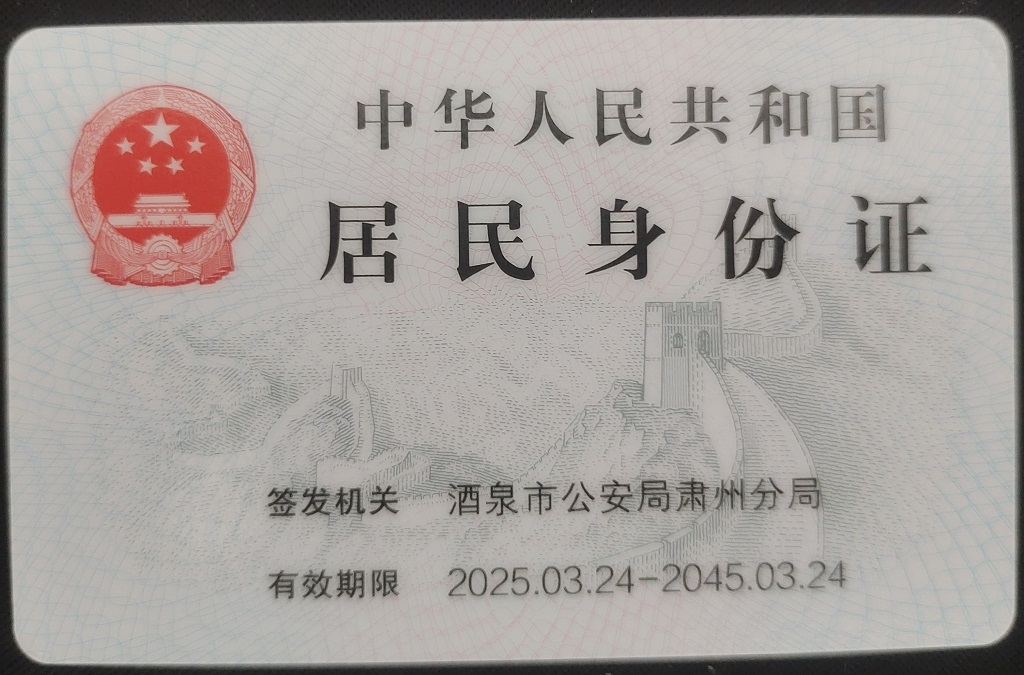 中华人民共和国
居民身份证
签发机关 酒泉市公安局肃州分局
有效期限 2025.03.24-2045.03.24